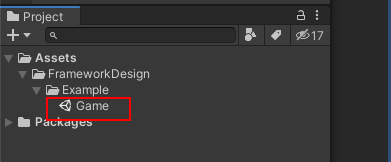 Project
17
Assets
FrameworkDesign
Example
Game
Packages